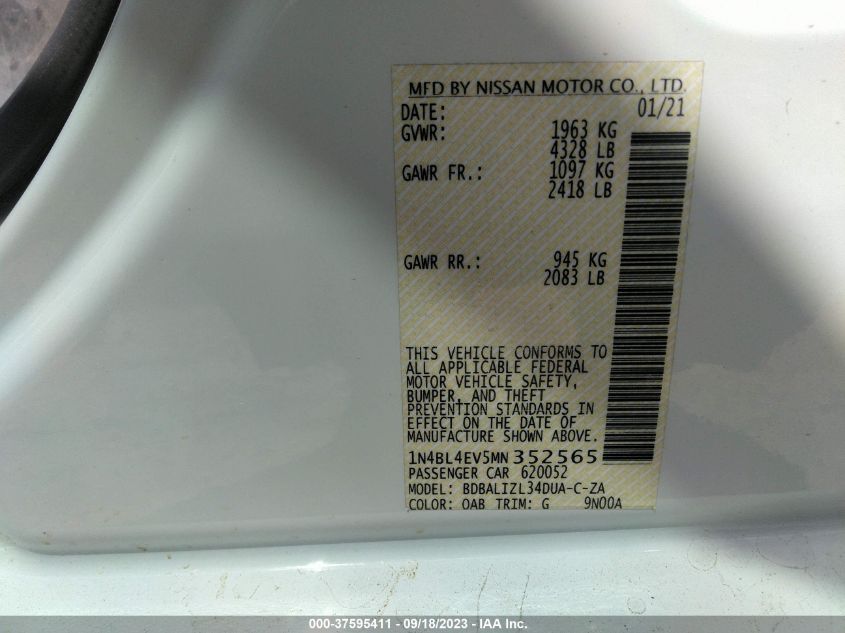 MFD BY NISSAN MOTOR CO., LTD.
DATE: 01/21
GVWR: 1963 KG
4328 LB
GAWR FR.: 1097 KG
2418 LB
GAWR RR.: 945 KG
2083 LB
THIS VEHICLE CONFORMS TO
ALL APPLICABLE FEDERAL
MOTOR VEHICLE SAFETY,
BUMPER, AND THEFT
PREVENTION STANDARDS IN
EFFECT ON THE DATE OF
MANUFACTURE SHOWN ABOVE.
1N4BL4EV5MN352565
PASSENGER CAR 620052
MODEL: BDBALIZL34DUA-C-ZA
COLOR: QAB TRIM: G 9N00A
000-37595411 - 09/18/2023 - IAA Inc.